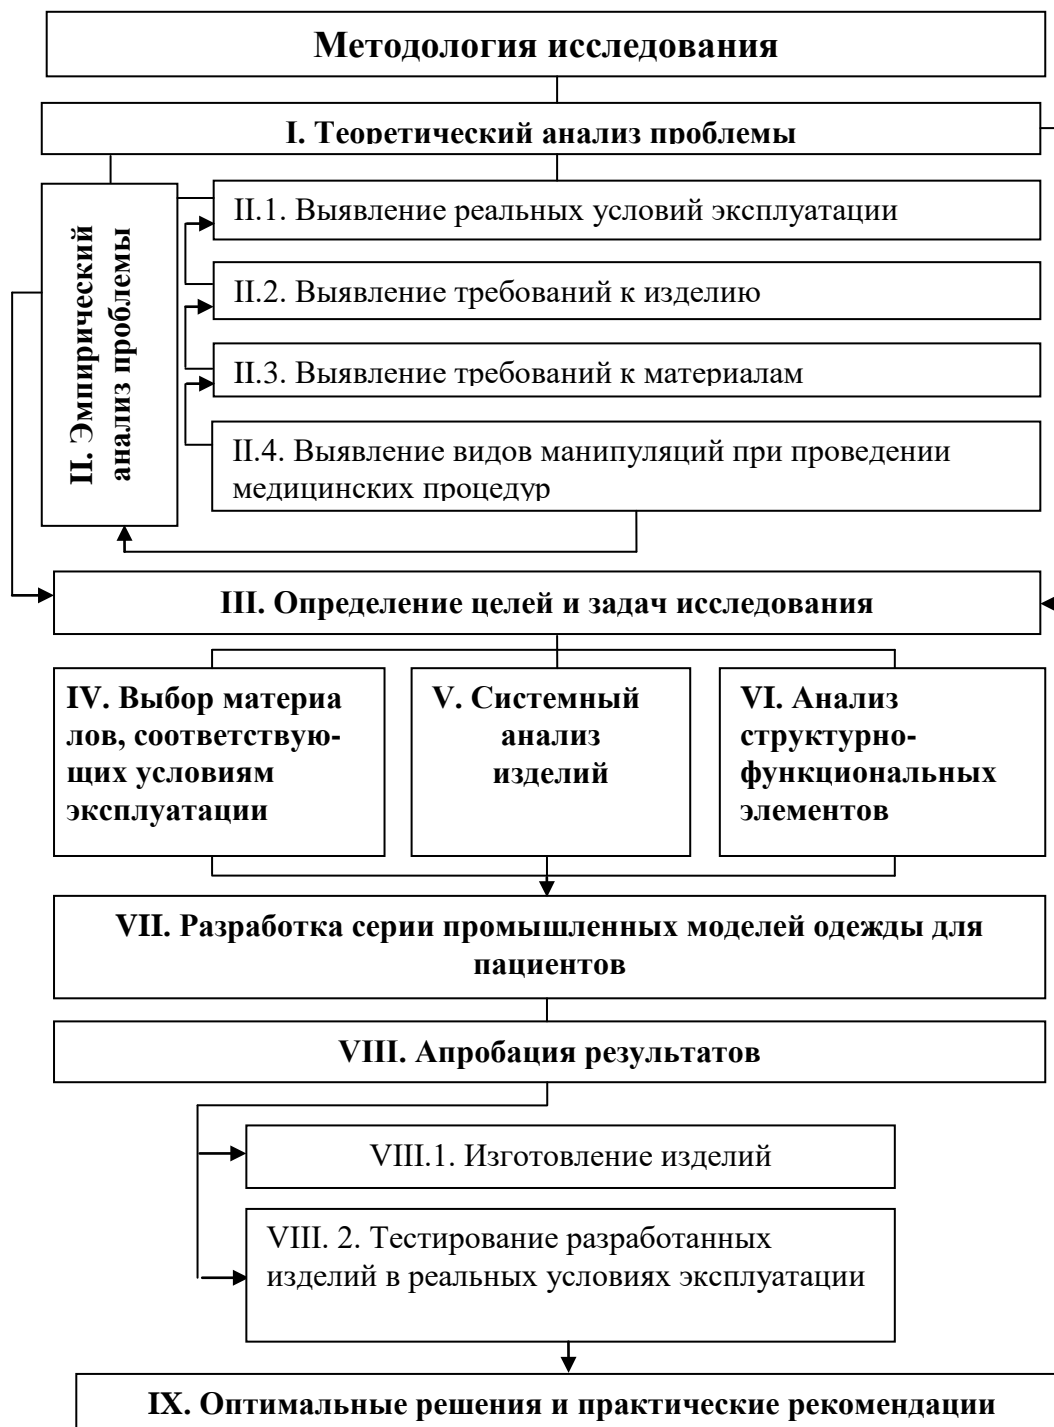 Методология исследования
I. Теоретический анализ проблемы
II. Эмпирический
анализ проблемы
II.1. Выявление реальных условий эксплуатации
II.2. Выявление требований к изделию
II.3. Выявление требований к материалам
II.4. Выявление видов манипуляций при проведении
медицинских процедур
III. Определение целей и задач исследования
IV. Выбор материа
лов, соответствую-
щих условиям
эксплуатации
V. Системный
анализ
изделий
VI. Анализ
структурно-
функциональных
элементов
VII. Разработка серии промышленных моделей одежды для
пациентов
VIII. Апробация результатов
VIII.1. Изготовление изделий
VIII. 2. Тестирование разработанных
изделий в реальных условиях эксплуатации
IX. Оптимальные решения и практические рекомендации